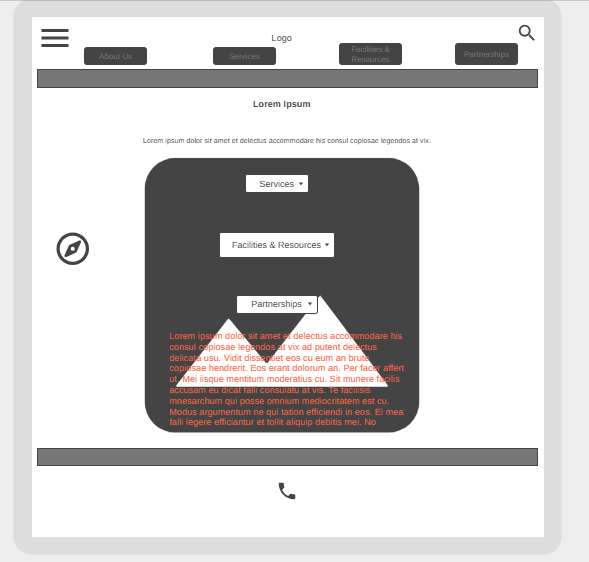 Logo
About Us
Services
Facilities &
Resources
Partnerships
Lorem Ipsum
Lorem ipsum dolor sit amet et delectus accommodare his consul copiosae legendos at vix.
Services
Facilities & Resources
Partnerships
Lorem ipsum dolor sit amet et delectus accommodare his
consul copiosae legendos at vix ad putent delectus
delicata usu. Vidit dissentiet eos cu eum an brute
copiosae hendrerit. Eos erant dolorum an. Per facer affert
ut. Mei iisque mentitum moderatius cu. Sit munere facilis
accusam eu dicat falli consulatu at vis. Te facilisis
mnesarchum qui posse omnium mediocritatem est cu.
Modus argumentum ne qui tation efficiendi in eos. Ei mea
falli legere efficiantur et tollit aliquip debitis mei. No